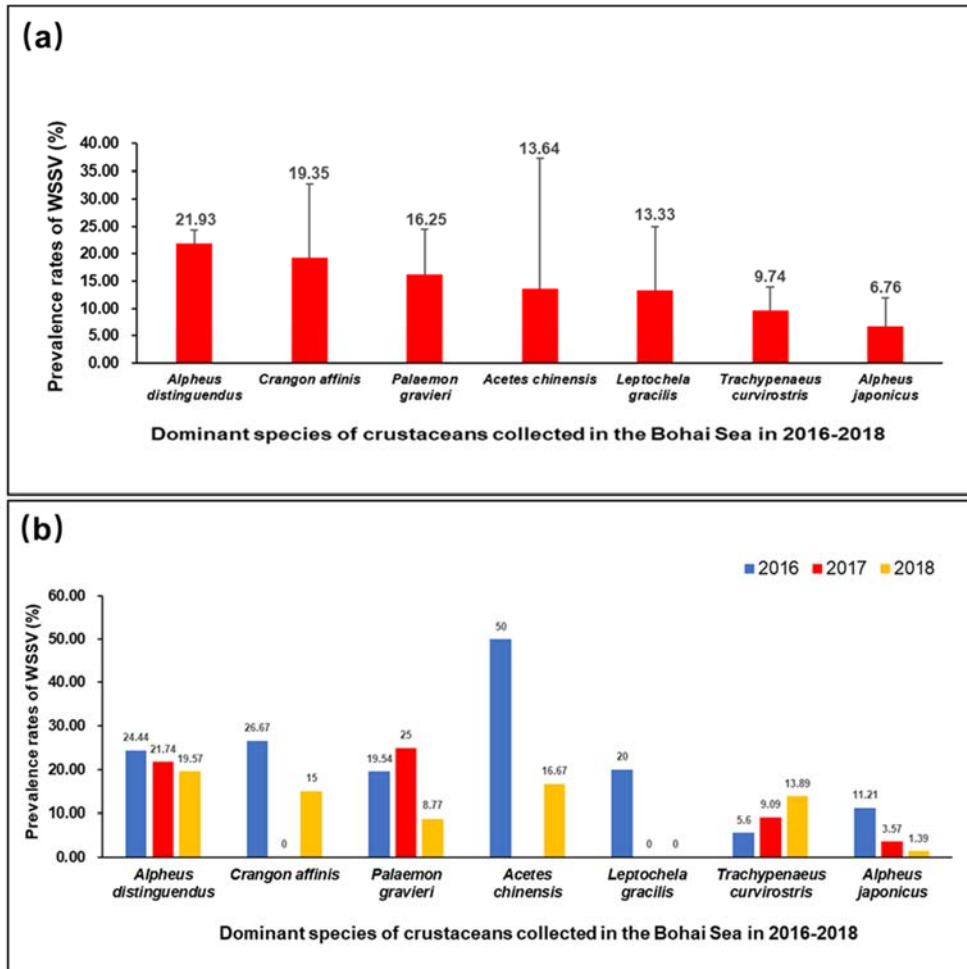 (a)
Prevalence rates of WSSV (%)
40.00
35.00
30.00
25.00
20.00
15.00
10.00
5.00
0.00
21.93
19.35
16.25
13.64
13.33
9.74
6.76
Alpheus
distinguendus
Crangon affinis
Palaemon
gravieri
Acetes chinensis
Leptochela
gracilis
Trachypenaeus
curvirostris
Alpheus
japonicus
Dominant species of crustaceans collected in the Bohai Sea in 2016-2018
(b)
2016 2017 2018
Prevalence rates of WSSV (%)
60.00
50.00
40.00
30.00
20.00
10.00
0.00
24.44 21.74 19.57
26.67 0 15
19.54 25 8.77
50 16.67
20 0 0
5.6 9.09 13.89
11.21 3.57 1.39
Alpheus
distinguendus
Crangon affinis
Palaemon
gravieri
Acetes
chinensis
Leptochela
gracilis
Trachypenaeus
curvirostris
Alpheus
japonicus
Dominant species of crustaceans collected in the Bohai Sea in 2016-2018